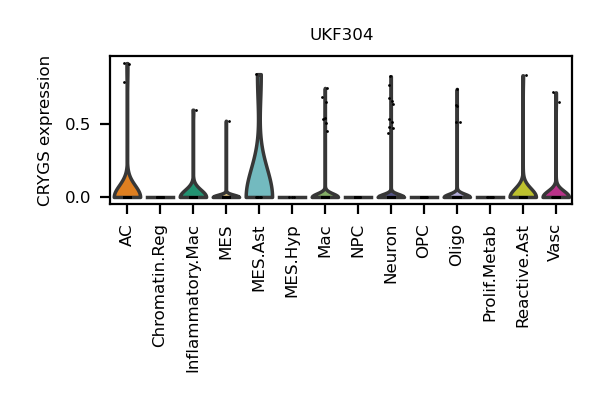 UKF304
CRYGS expression
0.5
0.0
AC
Chromatin.Reg
Inflammatory.Mac
MES
MES.Ast
MES.Hyp
Mac
NPC
Neuron
OPC
Oligo
Prolif.Metab
Reactive.Ast
Vasc